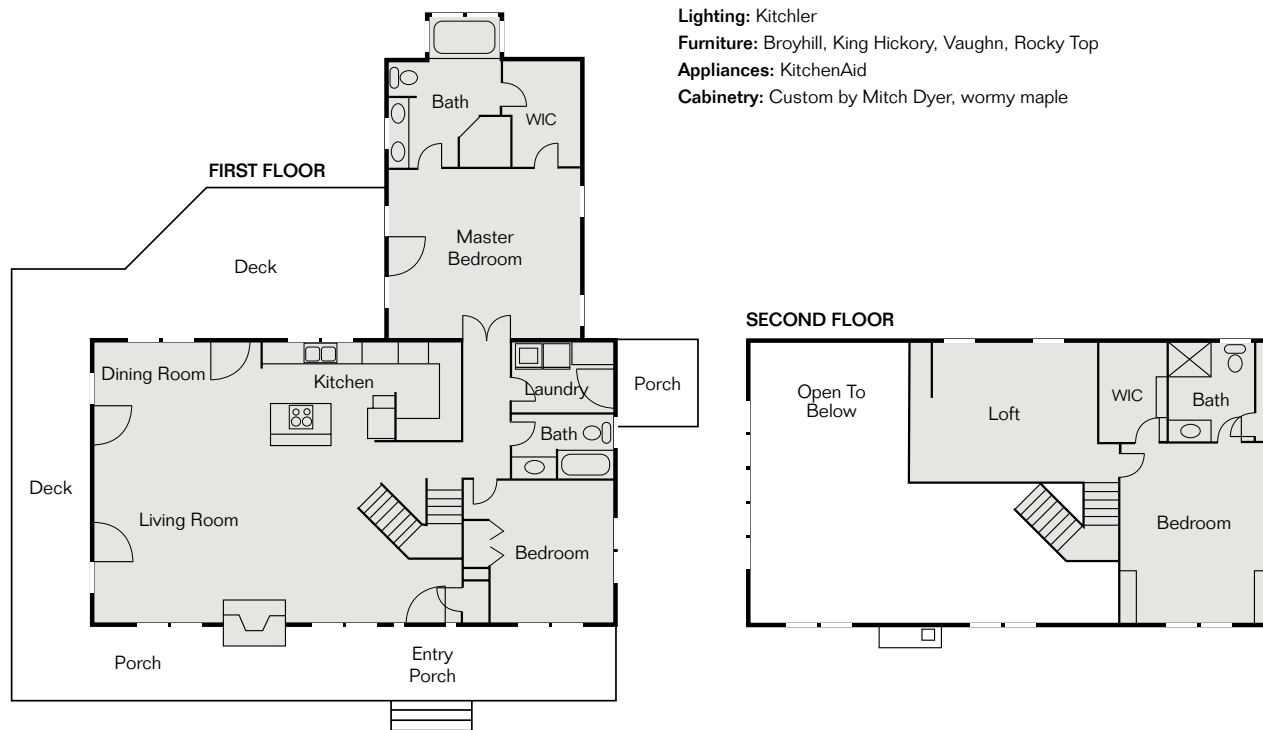 Lighting: Kitchler
Furniture: Broyhill, King Hickory, Vaughn, Rocky Top
Appliances: KitchenAid
Cabinetry: Custom by Mitch Dyer, wormy maple
FIRST FLOOR
Bath
WIC
Master
Bedroom
Deck
Dining Room
Kitchen
Laundry
Porch
Bath
Deck
Living Room
Bedroom
Porch
Entry
Porch
SECOND FLOOR
Open To
Below
Loft
WIC
Bath
Bedroom